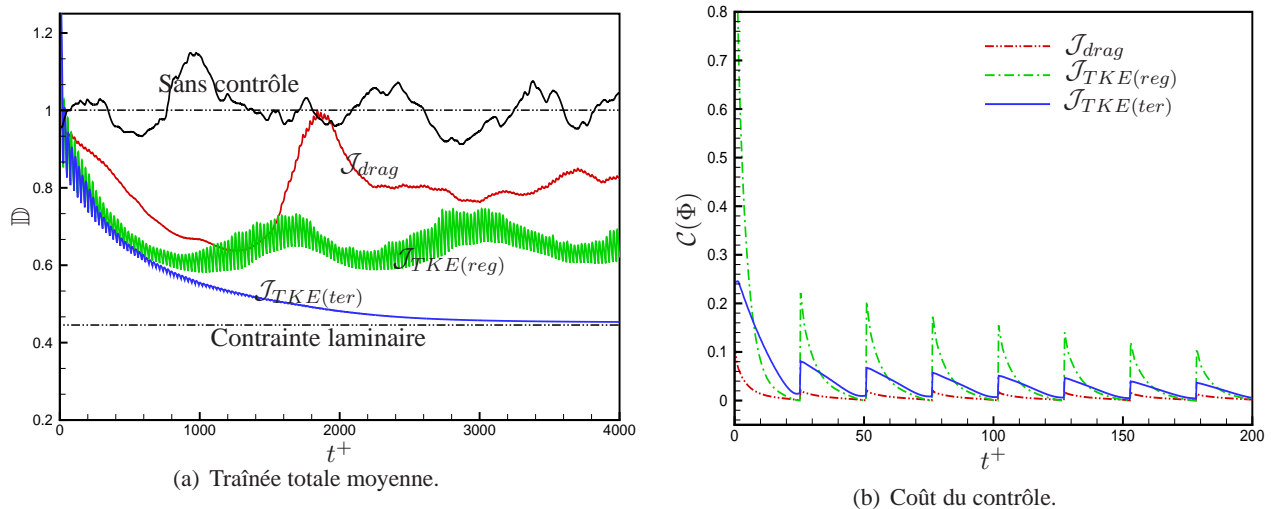 1.2
1
0.8
0.6
0.4
0.2
𝔻
Sans contrôle
𝒥drag
𝒥TKE(reg)
𝒥TKE(ter)
Contrainte laminaire
0 1000 2000 3000 4000
t+
(a) Traînée totale moyenne.
0.8
0.7
0.6
0.5
0.4
0.3
0.2
0.1
0
𝒞(Φ)
𝒥drag
𝒥TKE(reg)
𝒥TKE(ter)
0 50 100 150 200
t+
(b) Coût du contrôle.